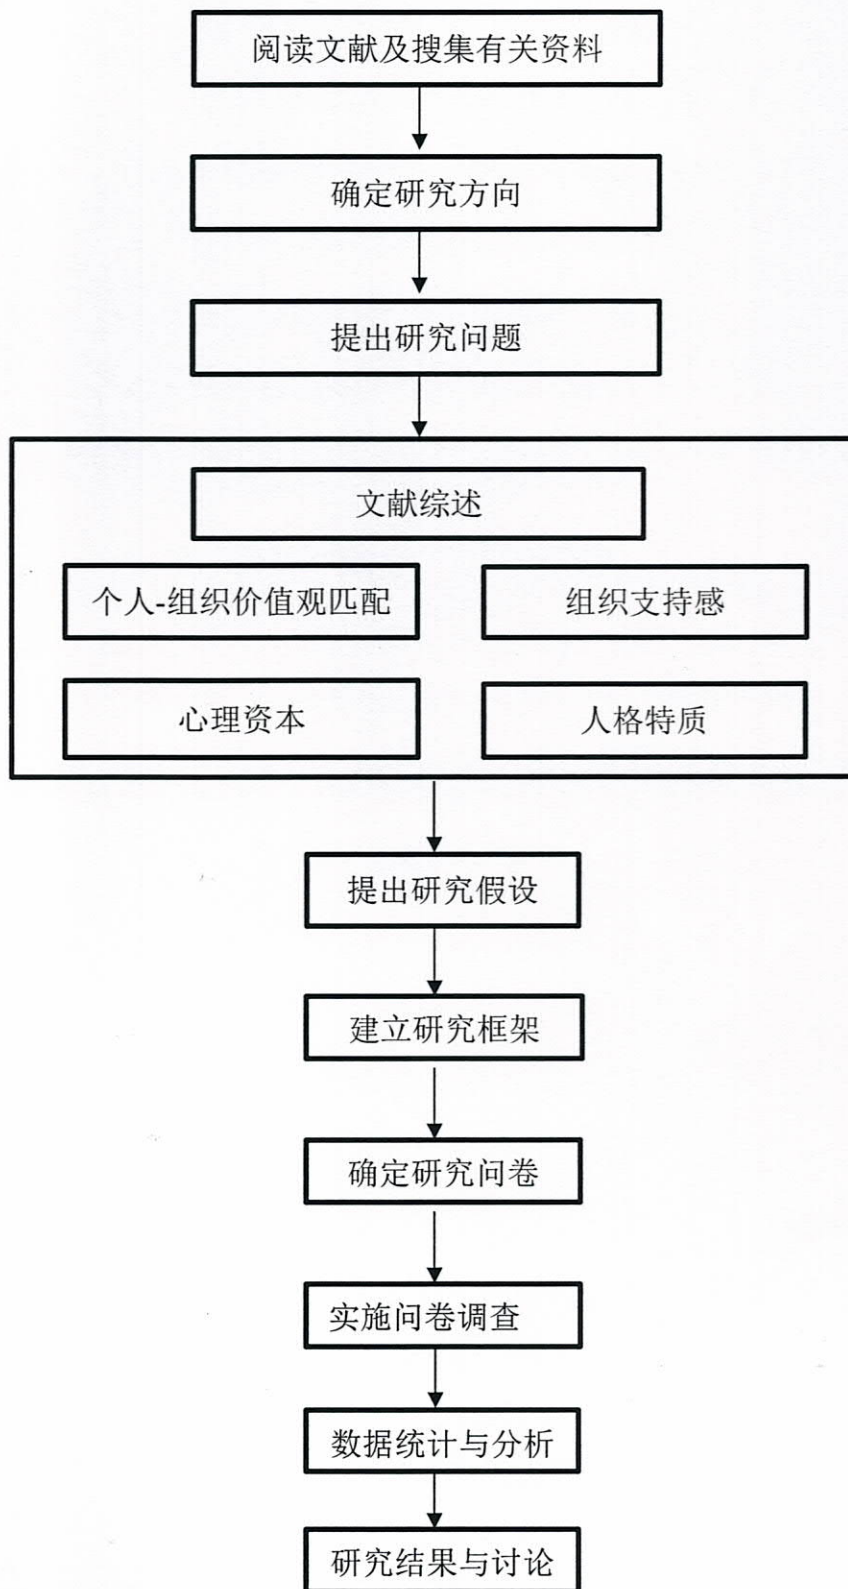 阅读文献及搜集有关资料
确定研究方向
提出研究问题
文献综述
个人-组织价值观匹配
组织支持感
心理资本
人格特质
提出研究假设
建立研究框架
确定研究问卷
实施问卷调查
数据统计与分析
研究结果与讨论